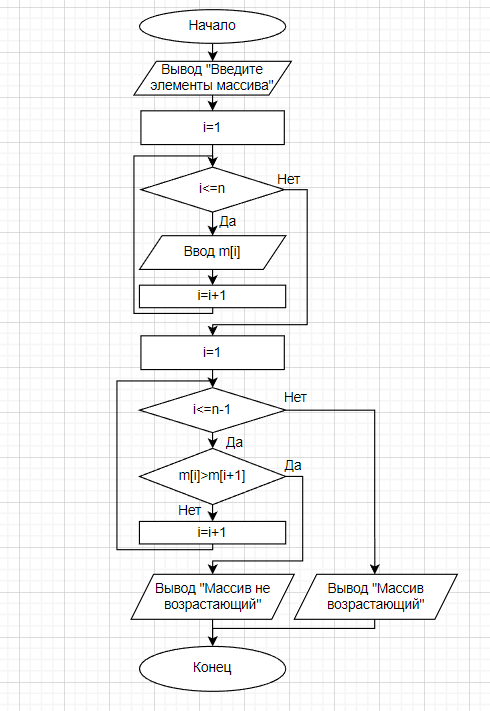 Начало
Вывод "Введите
элементы массива"
i=1
i<=n
Нет
Да
Ввод m[i]
i=i+1
i=1
i<=n-1
Нет
Да
m[i]>m[i+1]
Да
Нет
i=i+1
Вывод "Массив не
возрастающий"
Вывод "Массив
возрастающий"
Конец